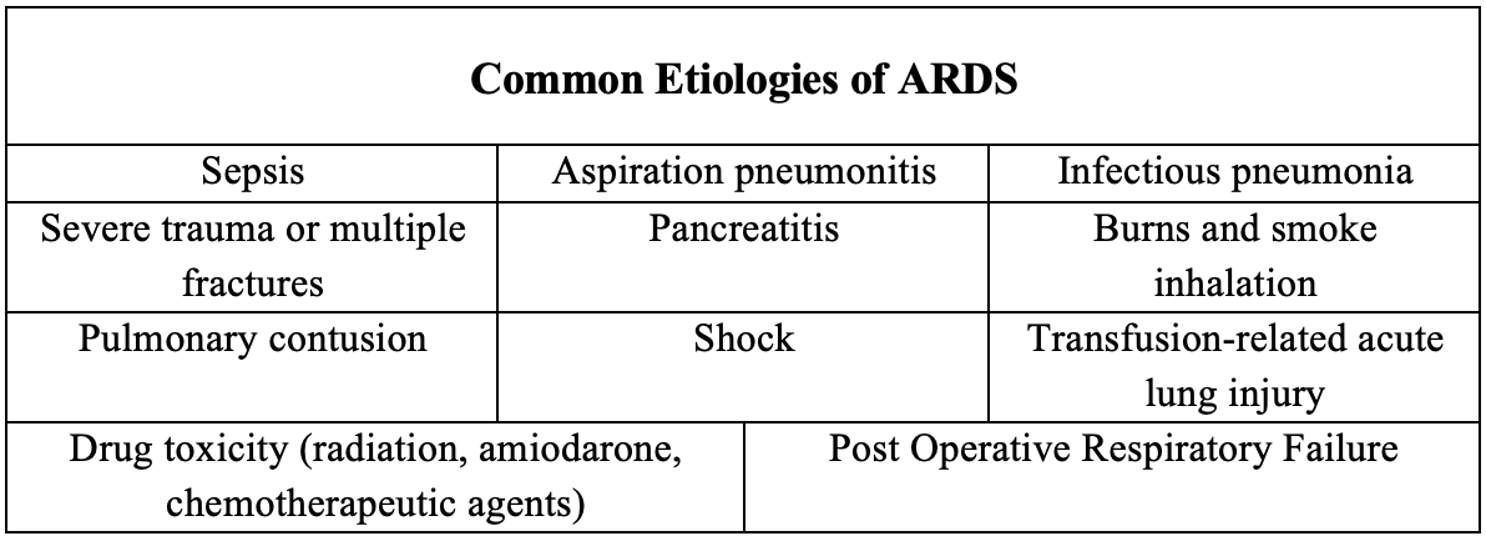 Common Etiologies of ARDS
Sepsis
Aspiration pneumonitis
Infectious pneumonia
Severe trauma or multiple
fractures
Pancreatitis
Burns and smoke
inhalation
Pulmonary contusion
Shock
Transfusion-related acute
lung injury
Drug toxicity (radiation, amiodarone,
chemotherapeutic agents)
Post Operative Respiratory Failure